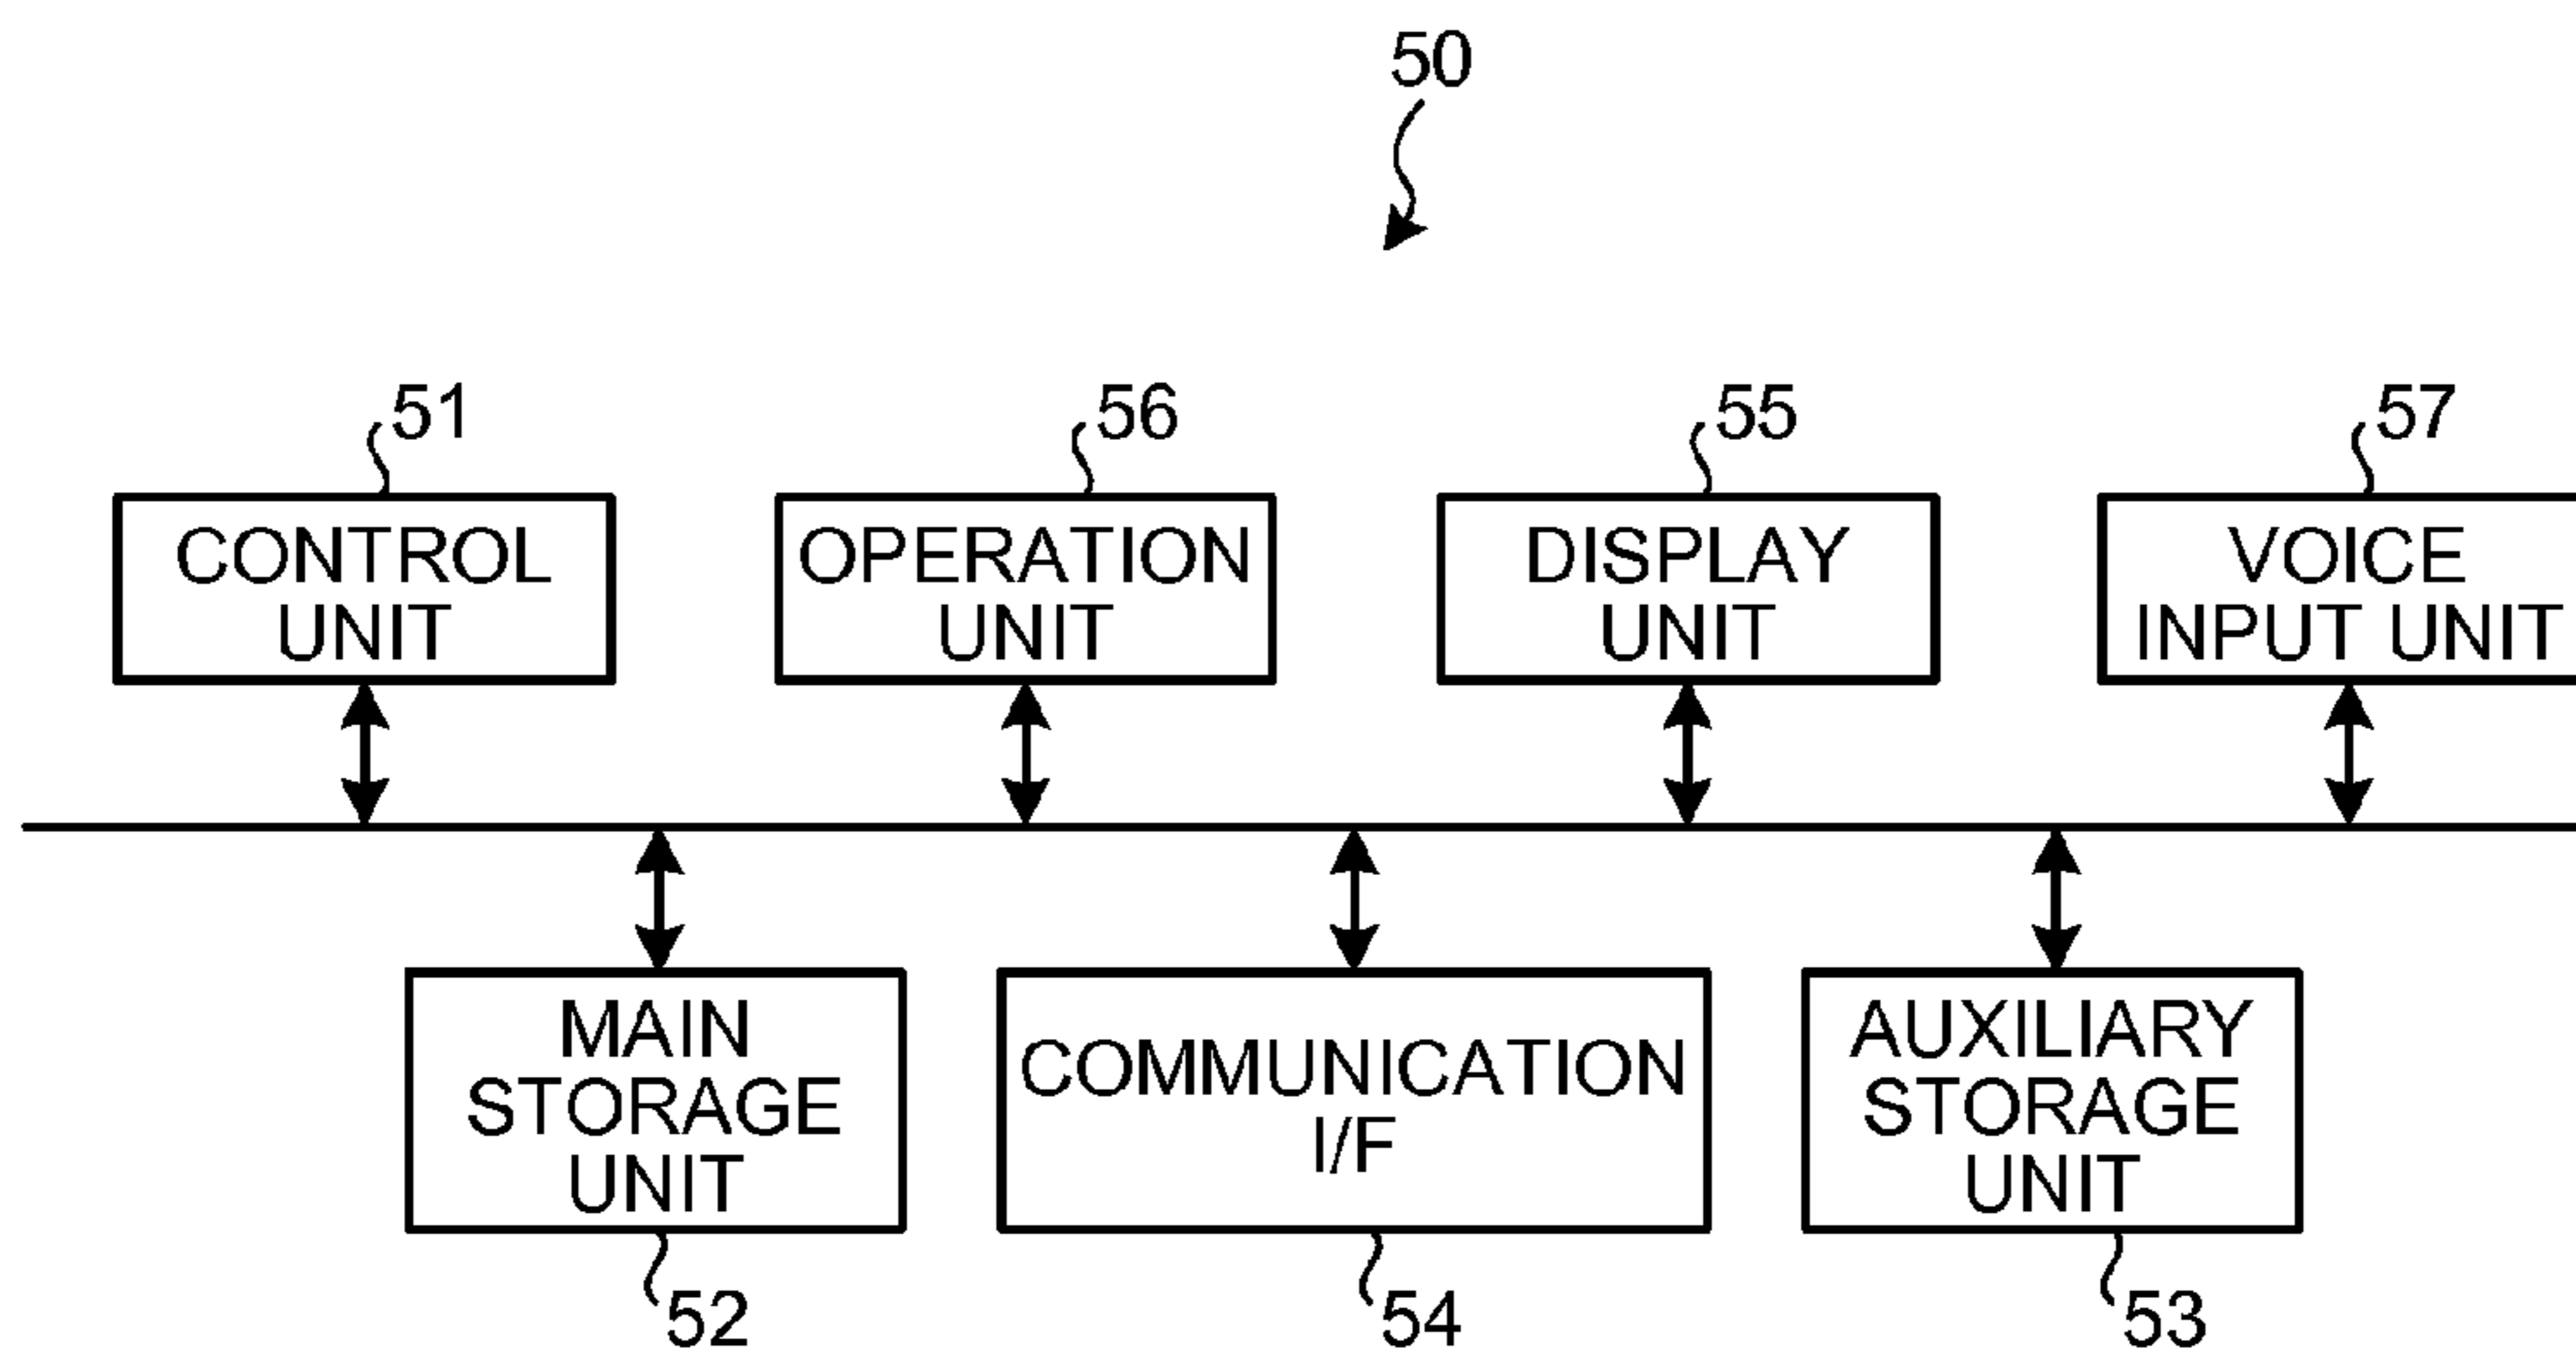 50
51
56
55
57
CONTROL
UNIT
OPERATION
UNIT
DISPLAY
UNIT
VOICE
INPUT UNIT
MAIN
STORAGE
UNIT
COMMUNICATION
I/F
AUXILIARY
STORAGE
UNIT
52
54
53